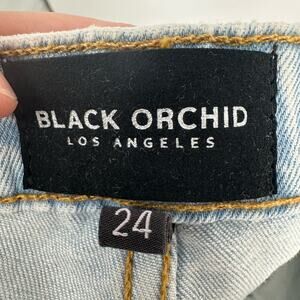 BLACK ORCHID
LOS ANGELES
24